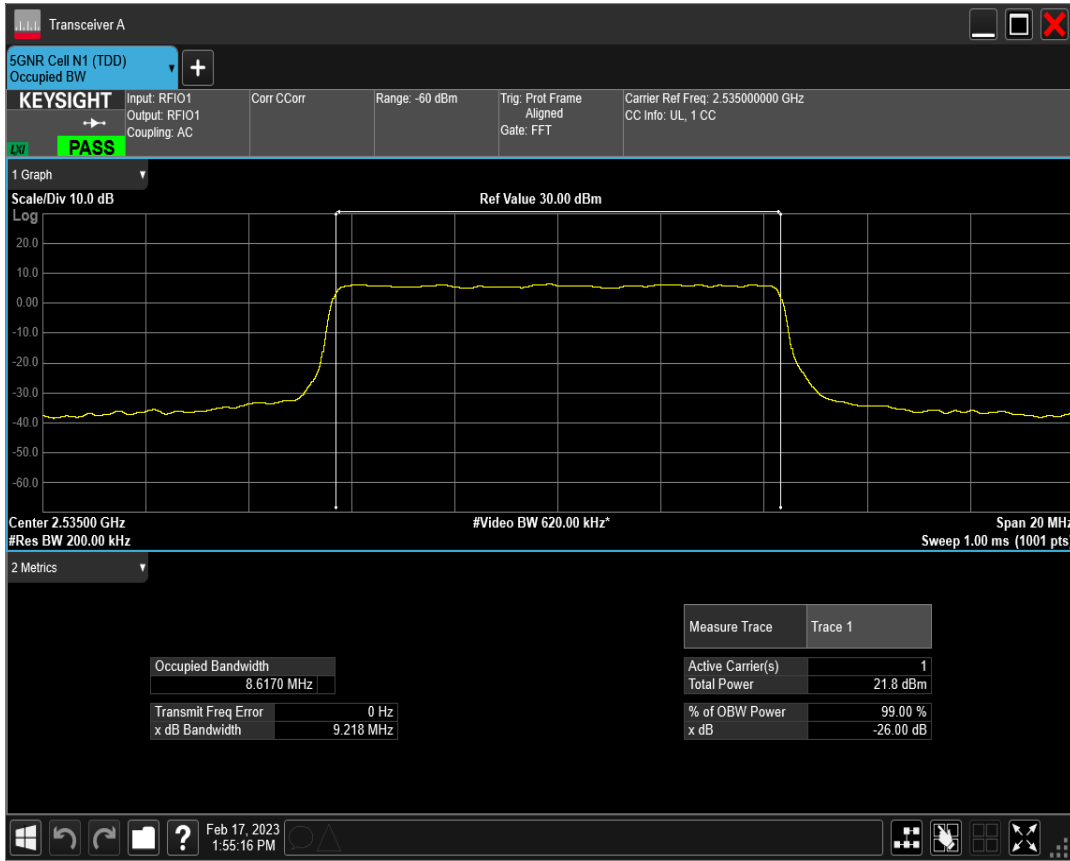 Transceiver A
5GNR Cell N1 (TDD)
Occupied BW
+
KEYSIGHT
LXI
PASS
Input: RFIO1
Output: RFIO1
Coupling: AC
Corr CCorr
Range: -60 dBm
Trig: Prot Frame
Aligned
Gate: FFT
Carrier Ref Freq: 2.535000000 GHz
CC Info: UL, 1 CC
1 Graph
Scale/Div 10.0 dB
Ref Value 30.00 dBm
Log
20.0
10.0
0.00
-10.0
-20.0
-30.0
-40.0
-50.0
-60.0
Center 2.53500 GHz
#Video BW 620.00 kHz*
Span 20 MHz
#Res BW 200.00 kHz
Sweep 1.00 ms (1001 pts)
2 Metrics
Measure Trace Trace 1
Occupied Bandwidth
8.6170 MHz
Active Carrier(s) 1
Total Power 21.8 dBm
Transmit Freq Error 0 Hz
x dB Bandwidth 9.218 MHz
% of OBW Power 99.00 %
x dB -26.00 dB
?
Feb 17, 2023
1:55:16 PM